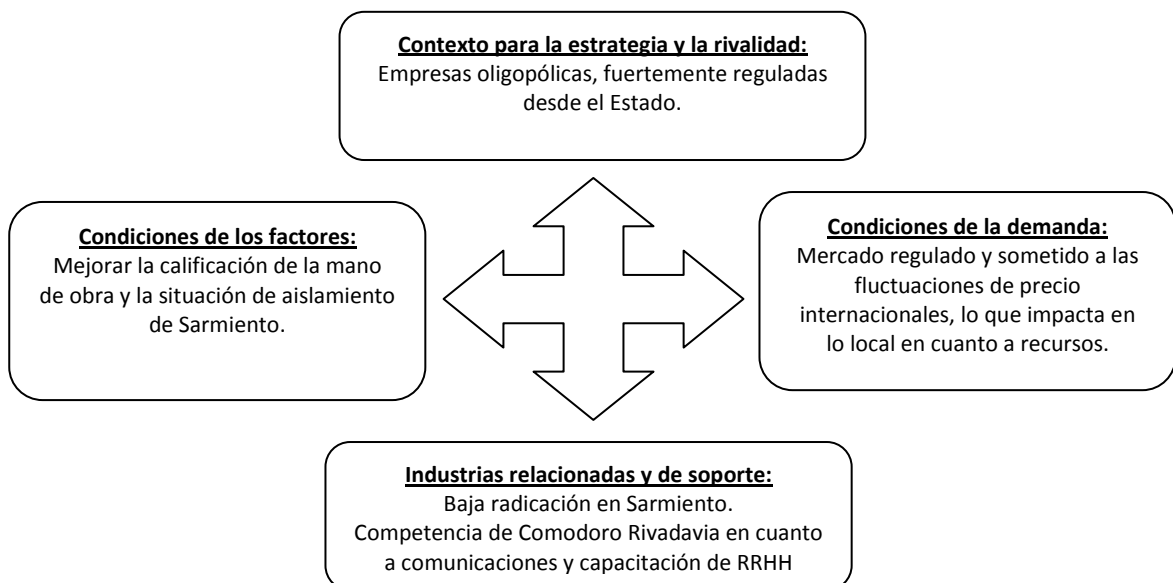 Contexto para la estrategia y la rivalidad:
Empresas oligopólicas, fuertemente reguladas
desde el Estado.
Condiciones de los factores:
Mejorar la calificación de la mano
de obra y la situación de aislamiento
de Sarmiento.
Condiciones de la demanda:
Mercado regulado y sometido a las
fluctuaciones de precio
internacionales, lo que impacta en
lo local en cuanto a recursos.
Industrias relacionadas y de soporte:
Baja radicación en Sarmiento.
Competencia de Comodoro Rivadavia en cuanto
a comunicaciones y capacitación de RRHH